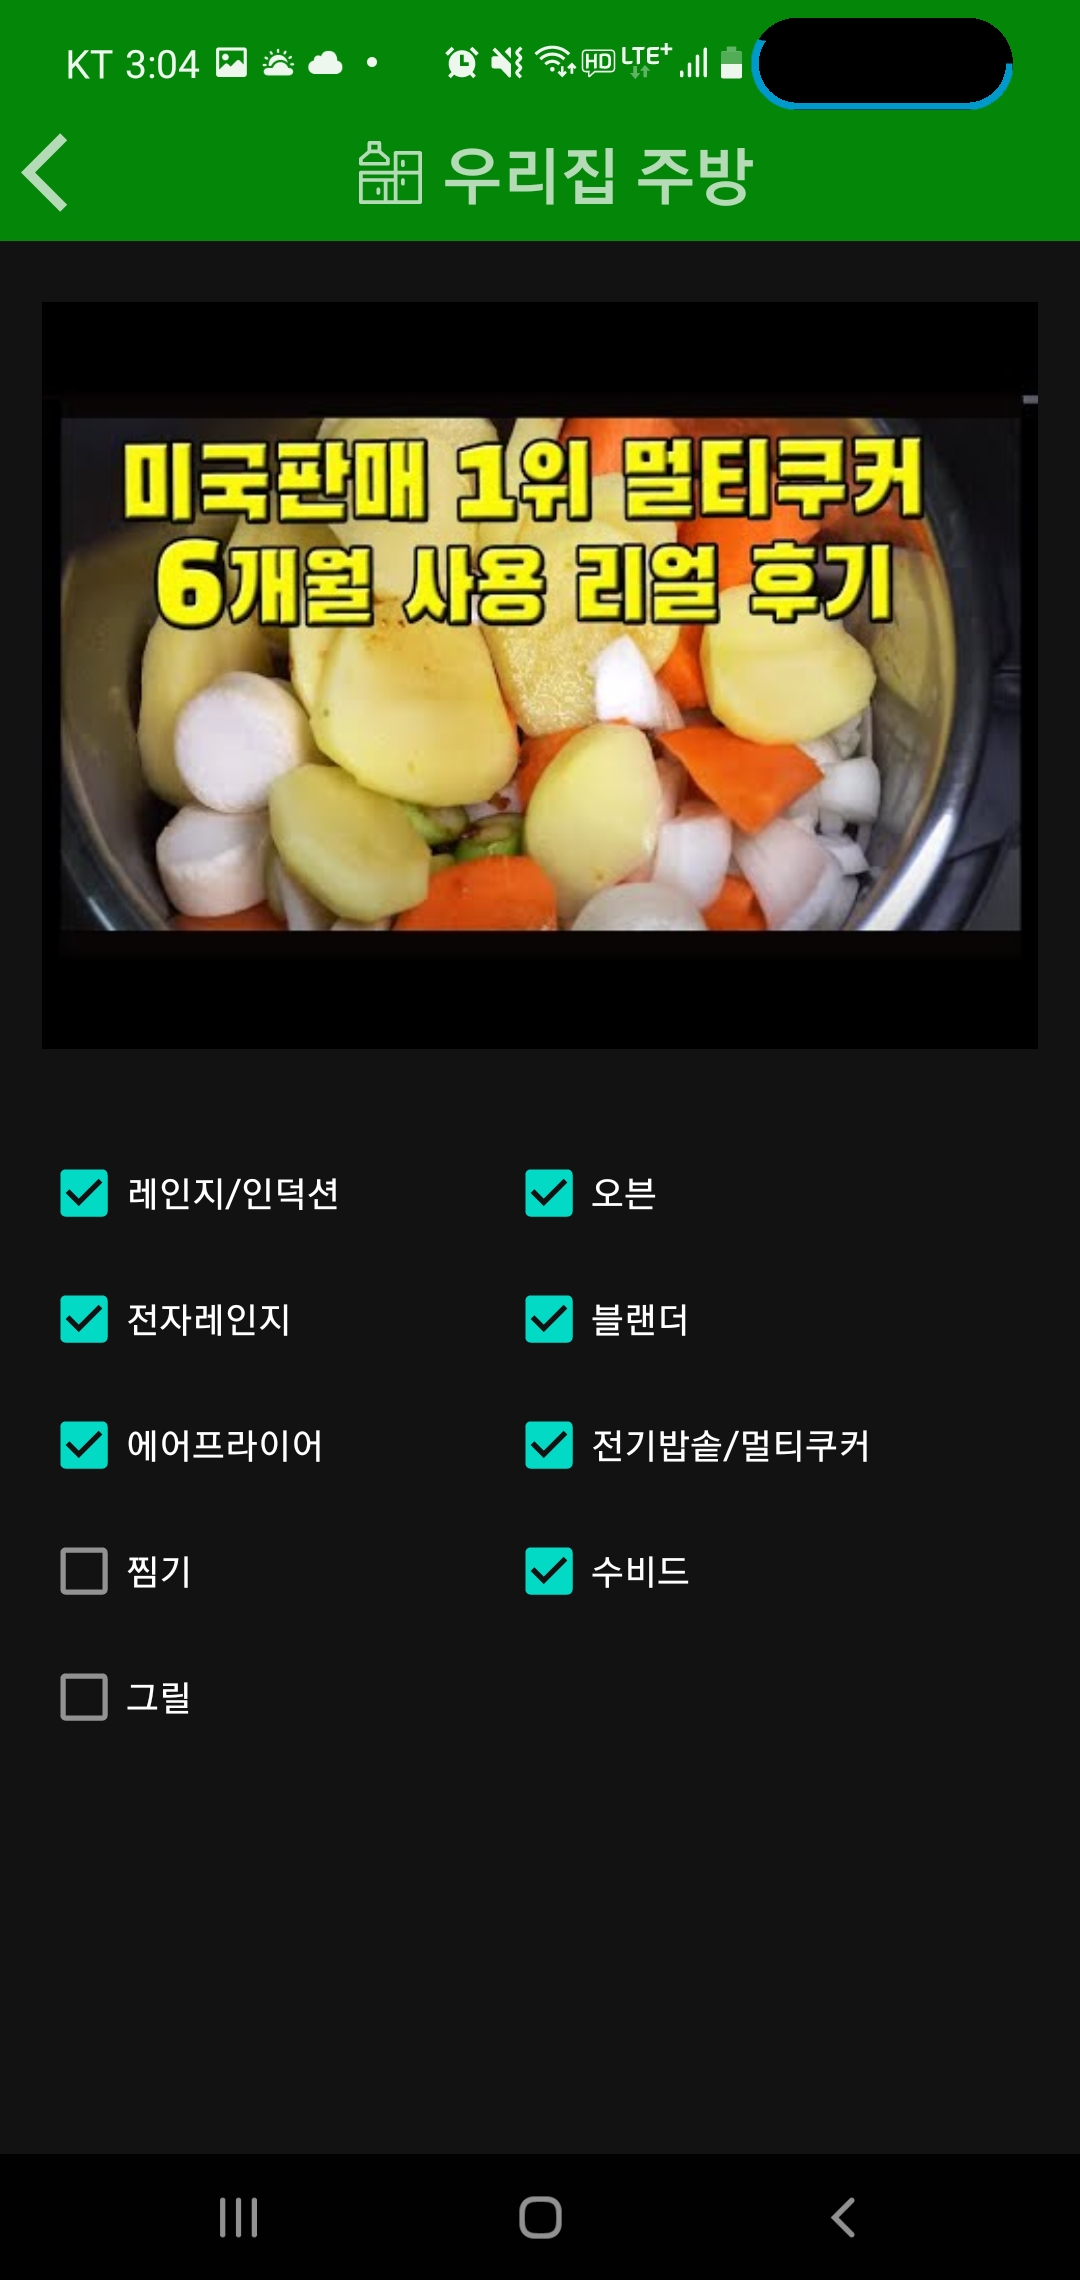 KT 3:04 HD LTE+
우리집 주방
미국판매 1위 멀티쿠커
6개월 사용 리얼 후기
레인지/인덕션 오븐
전자레인지 블랜더
에어프라이어 전기밥솥/멀티쿠커
찜기 수비드
그릴